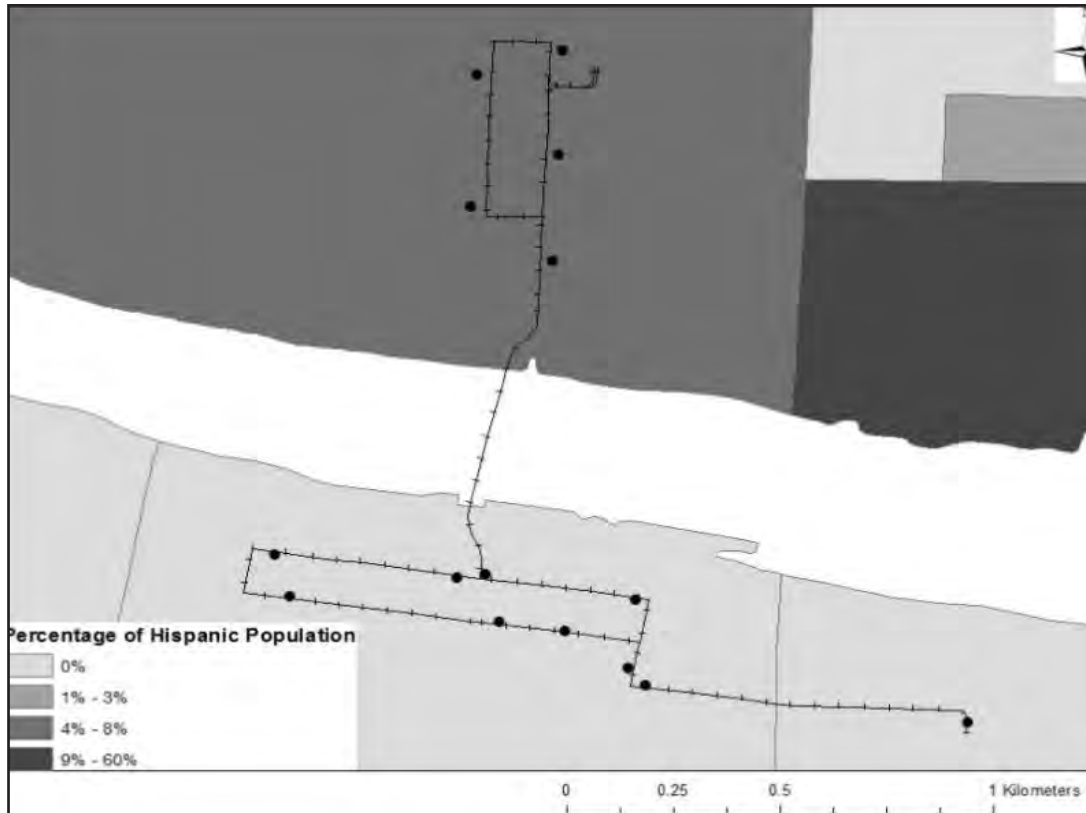 Percentage of Hispanic Population
0%
1% - 3%
4% - 8%
9% - 60%
0 0.25 0.5 1 Kilometers